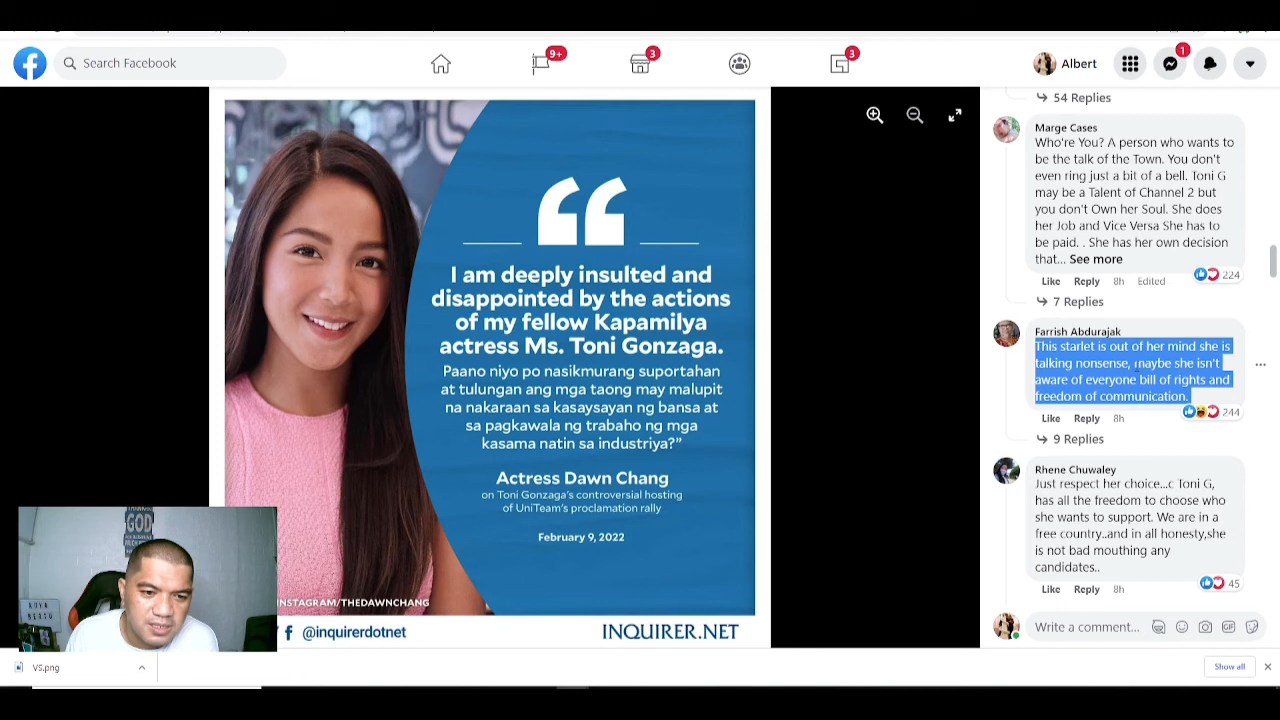 Search Facebook
9+
3
3
Albert
1
I am deeply insulted and
disappointed by the actions
of my fellow Kapamilya
actress Ms. Toni Gonzaga.
Paano niyo po nasikmurang suportahan
at tulungan ang mga taong may malupit
na nakaraan sa kasaysayan ng bansa at
sa pagkawala ng trabaho ng mga
kasama natin sa industriya?”
Actress Dawn Chang
on Toni Gonzaga's controversial hosting
of UniTeam's proclamation rally
February 9, 2022
INSTAGRAM/THEDAWNCHANG
@inquirerdotnet
INQUIRER.NET
54 Replies
Marge Cases
Who're You? A person who wants to
be the talk of the Town. You don't
even ring just a bit of a bell. Toni G
may be a Talent of Channel 2 but
you don't Own her Soul. She does
her Job and Vice Versa She has to
be paid. . She has her own decision
that... See more
224
Like Reply 8h Edited
7 Replies
Farrish Abdurajak
This starlet is out of her mind she is
talking nonsense, maybe she isn't
aware of everyone bill of rights and
freedom of communication.
244
Like Reply 8h
9 Replies
Rhene Chuwaley
Just respect her choice...c Toni G,
has all the freedom to choose who
she wants to support. We are in a
free country..and in all honesty,she
is not bad mouthing any
candidates..
45
Like Reply 8h
Write a comment...
GIF
GOD
KUYA
BERTO
VS.png
Show all